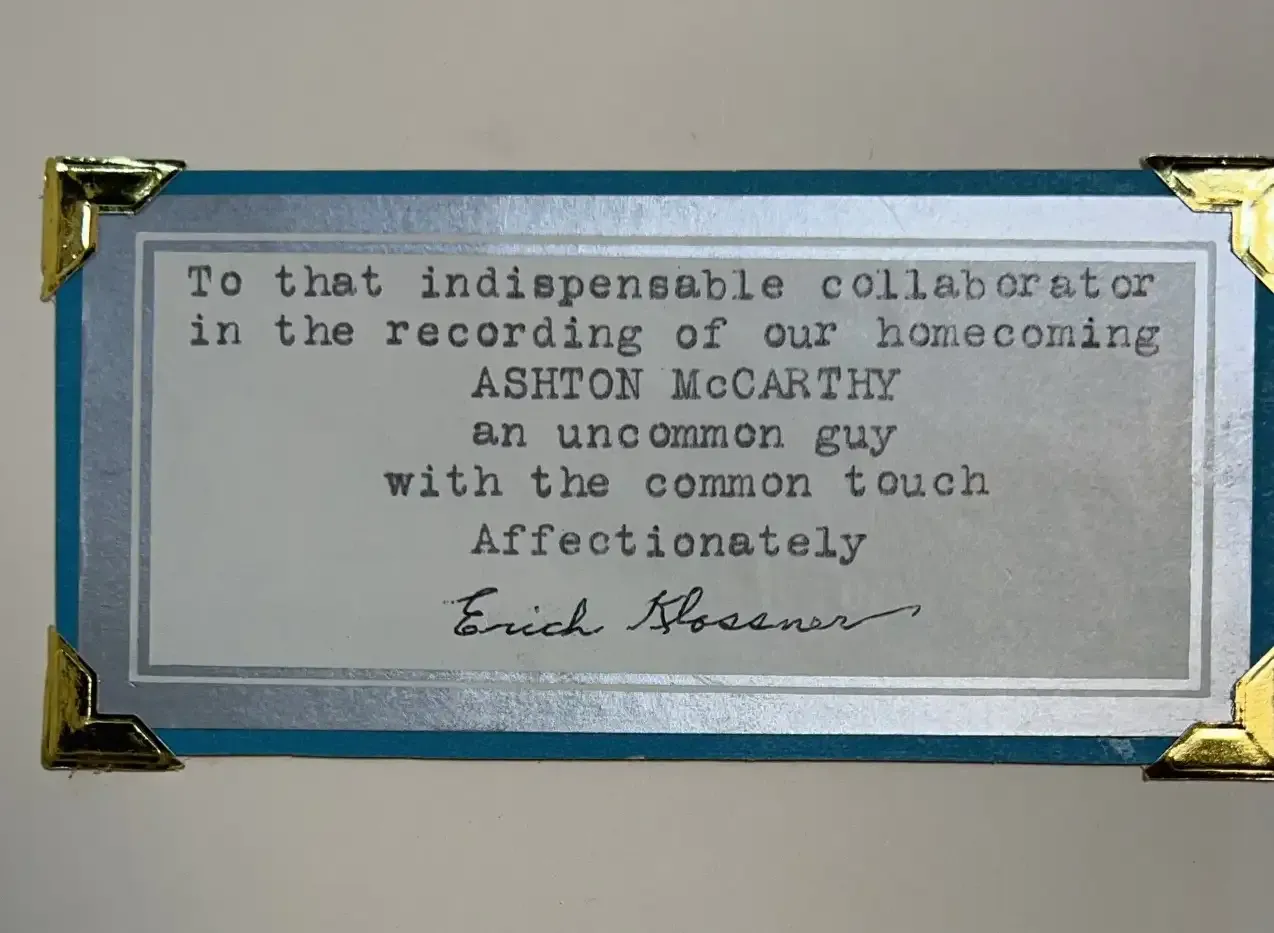 To that indispensable collaborator
in the recording of our homecoming
ASHTON McCARTHY
an uncommon guy
with the common touch
Affectionately
Erich Klossner